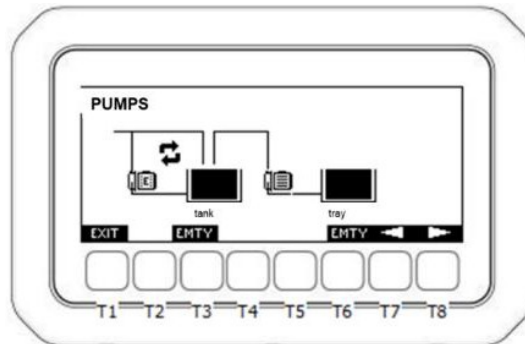 PUMPS
E
tank tray
EXIT EMTY EMTY
T1 T2 T3 T4 T5 T6 T7 T8